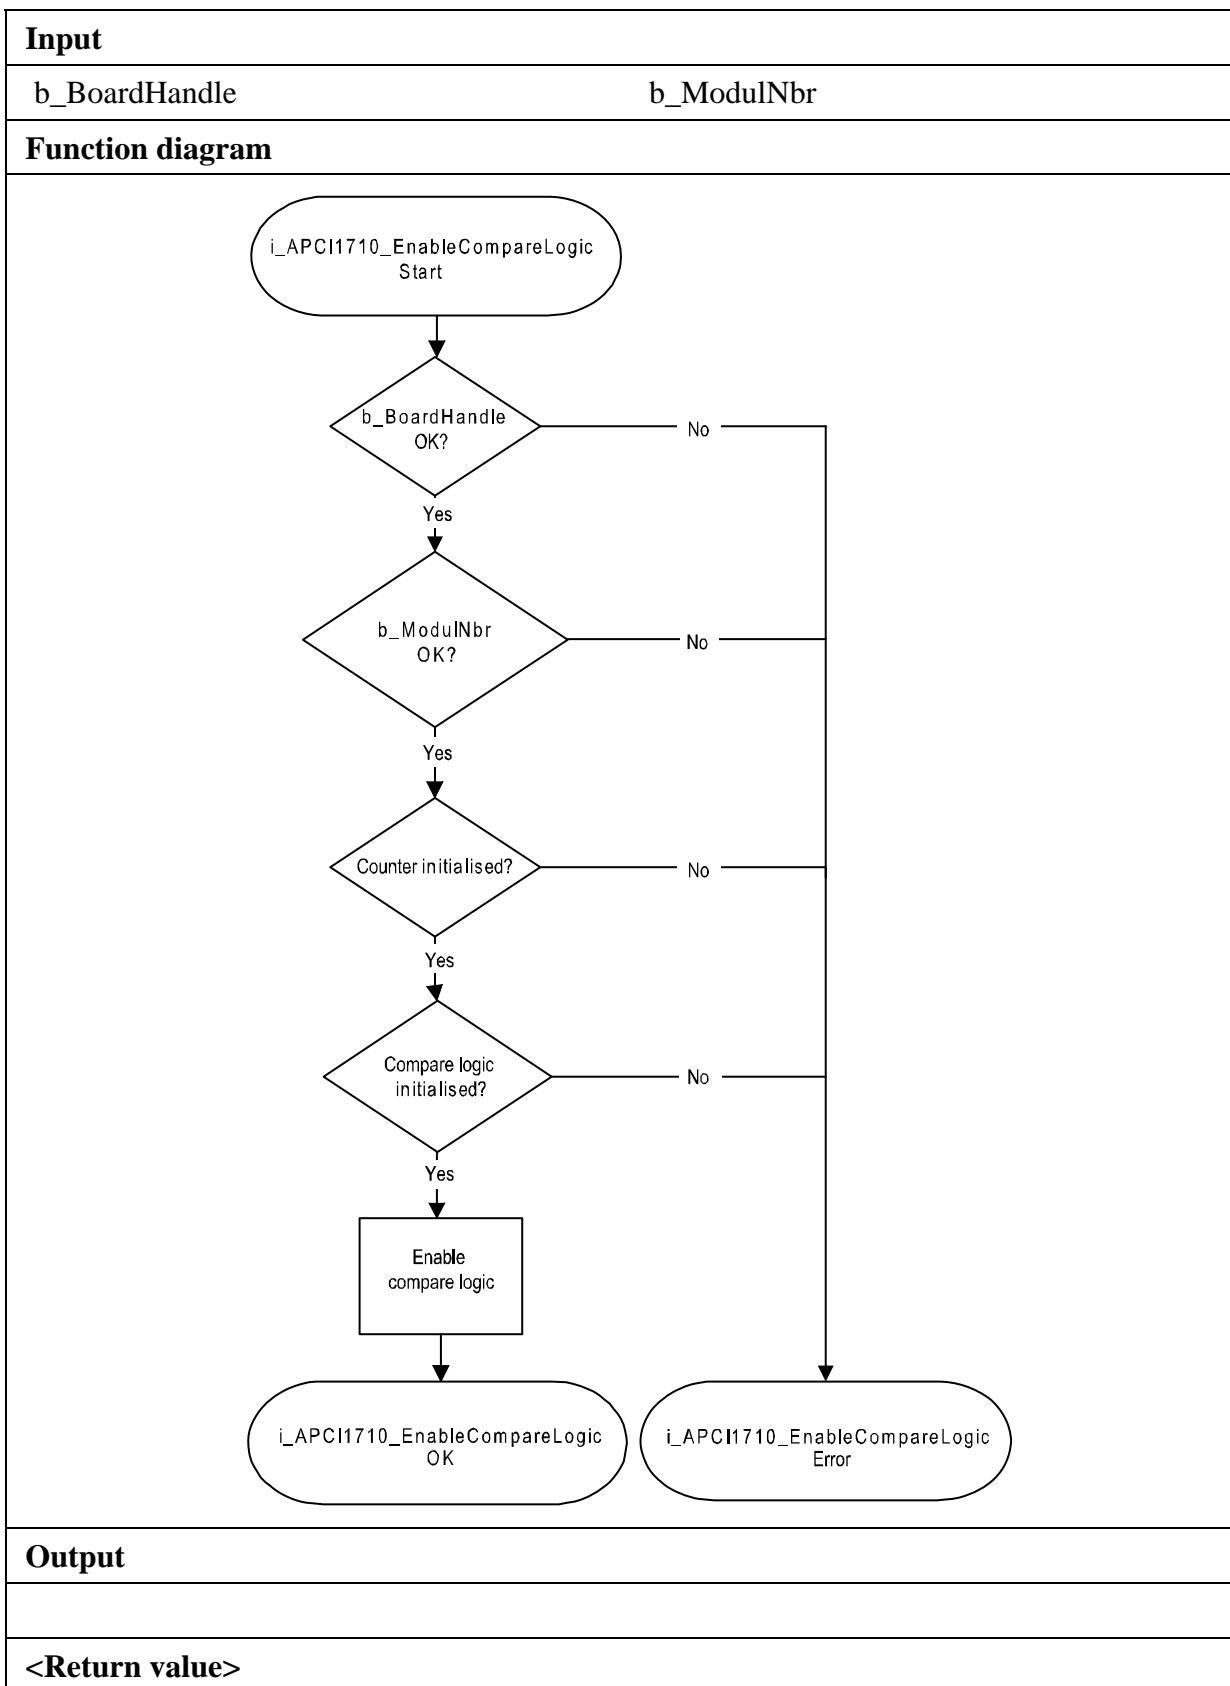 Input
b_BoardHandle b_ModulNbr
Function diagram
i_APCI1710_EnableCompareLogic
Start
b_BoardHandle
OK?
No
Yes
b_ModulNbr
OK?
No
Yes
Counter initialised?
No
Yes
Compare logic
initialised?
No
Yes
Enable
compare logic
i_APCI1710_EnableCompareLogic
OK
i_APCI1710_EnableCompareLogic
Error
Output
<Return value>